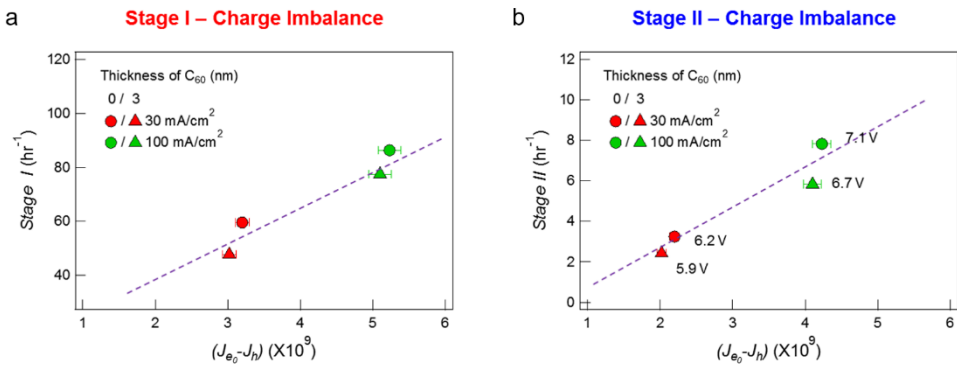 a
Stage I – Charge Imbalance
120
100
80
60
40
Stage I (hr⁻¹)
Thickness of C₆₀ (nm)
0 / 3
/ 30 mA/cm²
/ 100 mA/cm²
1 2 3 4 5 6
(Jₑ₀-Jₕ) (X10⁹)
b
Stage II – Charge Imbalance
12
10
8
6
4
2
0
Stage II (hr⁻¹)
Thickness of C₆₀ (nm)
0 / 3
/ 30 mA/cm²
/ 100 mA/cm²
7.1 V
6.7 V
6.2 V
5.9 V
1 2 3 4 5 6
(Jₑ₀-Jₕ) (X10⁹)